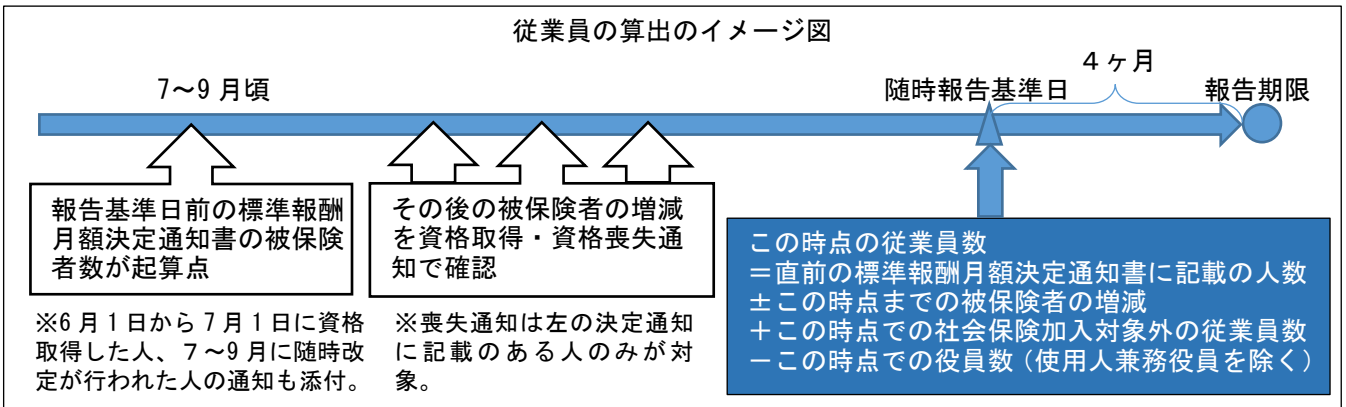 従業員の算出のイメージ図
7～9月頃
随時報告基準日
４ヶ月
報告期限
報告基準日前の標準報酬
月額決定通知書の被保険
者数が起算点
※6月1日から7月1日に資格
取得した人、７～9月に随時改
定が行われた人の通知も添付。
その後の被保険者の増減
を資格取得・資格喪失通
知で確認
※喪失通知は左の決定通知
に記載のある人のみが対
象。
この時点の従業員数
＝直前の標準報酬月額決定通知書に記載の人数
±この時点までの被保険者の増減
＋この時点での社会保険加入対象外の従業員数
－この時点での役員数（使用人兼務役員を除く）